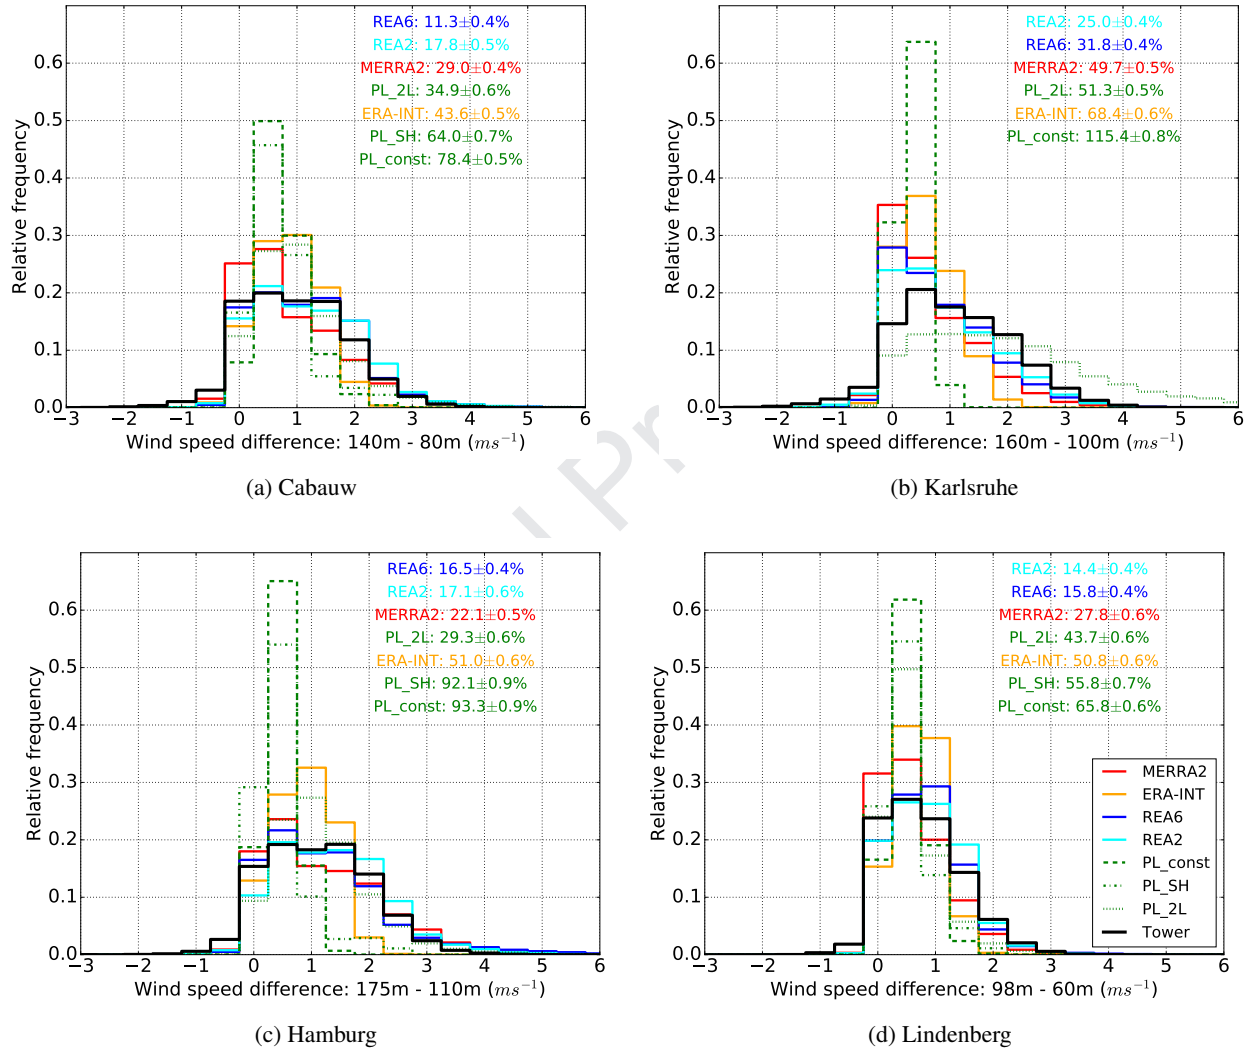 REA6: 11.3±0.4%
REA2: 17.8±0.5%
MERRA2: 29.0±0.4%
PL_2L: 34.9±0.6%
ERA-INT: 43.6±0.5%
PL_SH: 64.0±0.7%
PL_const: 78.4±0.5%
Relative frequency
0.6
0.5
0.4
0.3
0.2
0.1
0.0
−3 −2 −1 0 1 2 3 4 5 6
Wind speed difference: 140m - 80m (ms⁻¹)
(a) Cabauw
REA2: 25.0±0.4%
REA6: 31.8±0.4%
MERRA2: 49.7±0.5%
PL_2L: 51.3±0.5%
ERA-INT: 68.4±0.6%
PL_const: 115.4±0.8%
Relative frequency
0.6
0.5
0.4
0.3
0.2
0.1
0.0
−3 −2 −1 0 1 2 3 4 5 6
Wind speed difference: 160m - 100m (ms⁻¹)
(b) Karlsruhe
REA6: 16.5±0.4%
REA2: 17.1±0.6%
MERRA2: 22.1±0.5%
PL_2L: 29.3±0.6%
ERA-INT: 51.0±0.6%
PL_SH: 92.1±0.9%
PL_const: 93.3±0.9%
Relative frequency
0.6
0.5
0.4
0.3
0.2
0.1
0.0
−3 −2 −1 0 1 2 3 4 5 6
Wind speed difference: 175m - 110m (ms⁻¹)
(c) Hamburg
REA2: 14.4±0.4%
REA6: 15.8±0.4%
MERRA2: 27.8±0.6%
PL_2L: 43.7±0.6%
ERA-INT: 50.8±0.6%
PL_SH: 55.8±0.7%
PL_const: 65.8±0.6%
Relative frequency
0.6
0.5
0.4
0.3
0.2
0.1
0.0
−3 −2 −1 0 1 2 3 4 5 6
Wind speed difference: 98m - 60m (ms⁻¹)
MERRA2
ERA-INT
REA6
REA2
PL_const
PL_SH
PL_2L
Tower
(d) Lindenberg